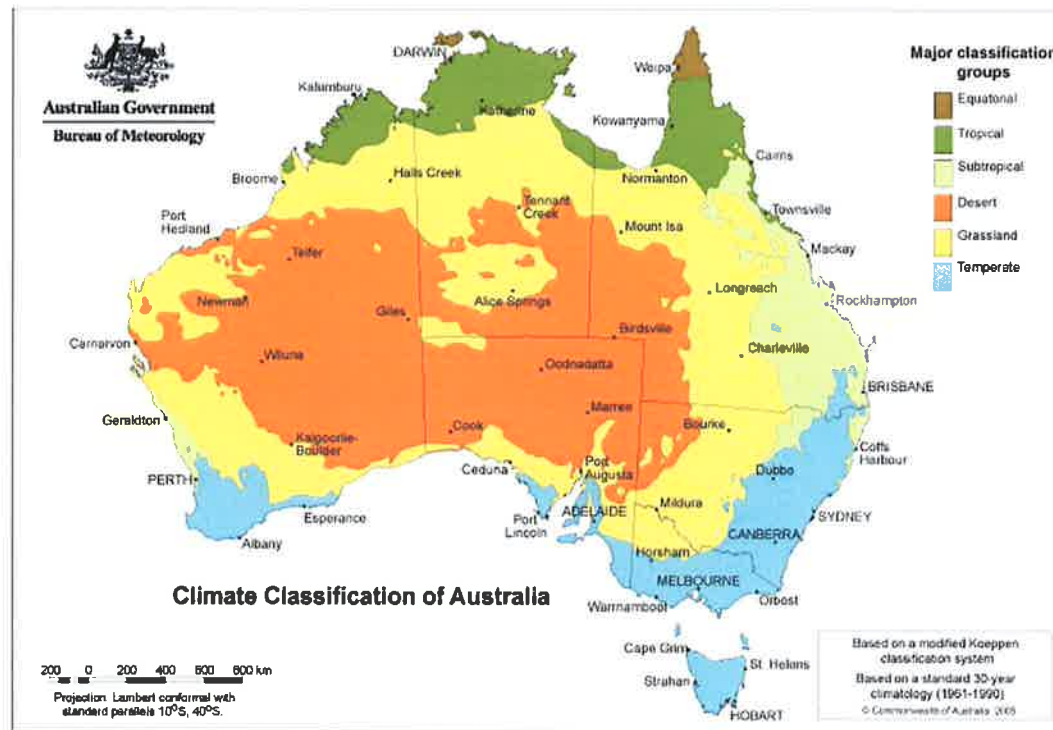 Australian Government
Bureau of Meteorology
DARWIN
Kalumburu
Katherine
Weipa
Kowanyama
Cairns
Broome
Halls Creek
Normanton
Port
Hedland
Tennant
Creek
Townsville
Telfer
Mount Isa
Mackay
Newman
Alice Springs
Longreach
Rockhampton
Giles
Carnarvon
Birdsville
Wiluna
Oodnadatta
Charleville
BRISBANE
Geraldton
Marree
Kalgoorlie-
Boulder
Cook
Bourke
Coffs
Harbour
PERTH
Ceduna
Port
Augusta
Dubbo
Esperance
Port
Lincoln
ADELAIDE
Mildura
SYDNEY
Albany
CANBERRA
Horsham
MELBOURNE
Warrnambool
Orbost
Cape Grim
St Helens
Strahan
HOBART
Major classification
groups
Equatorial
Tropical
Subtropical
Desert
Grassland
Temperate
Climate Classification of Australia
200 0 200 400 600 800 km
Projection: Lambert conformal with
standard parallels 10°S, 40°S.
Based on a modified Koeppen
classification system
Based on a standard 30-year
climatology (1961-1990)
© Commonwealth of Australia, 2005